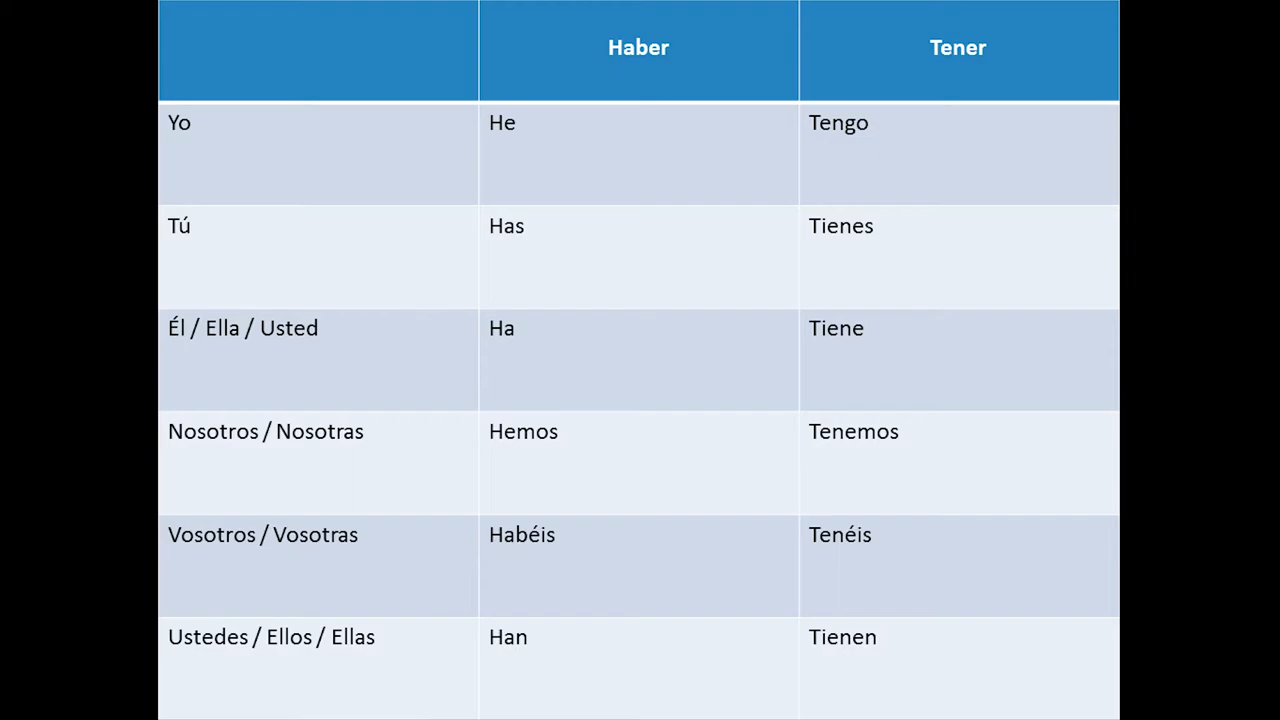 Haber Tener
Yo He Tengo
Tú Has Tienes
Él / Ella / Usted Ha Tiene
Nosotros / Nosotras Hemos Tenemos
Vosotros / Vosotras Habéis Tenéis
Ustedes / Ellos / Ellas Han Tienen